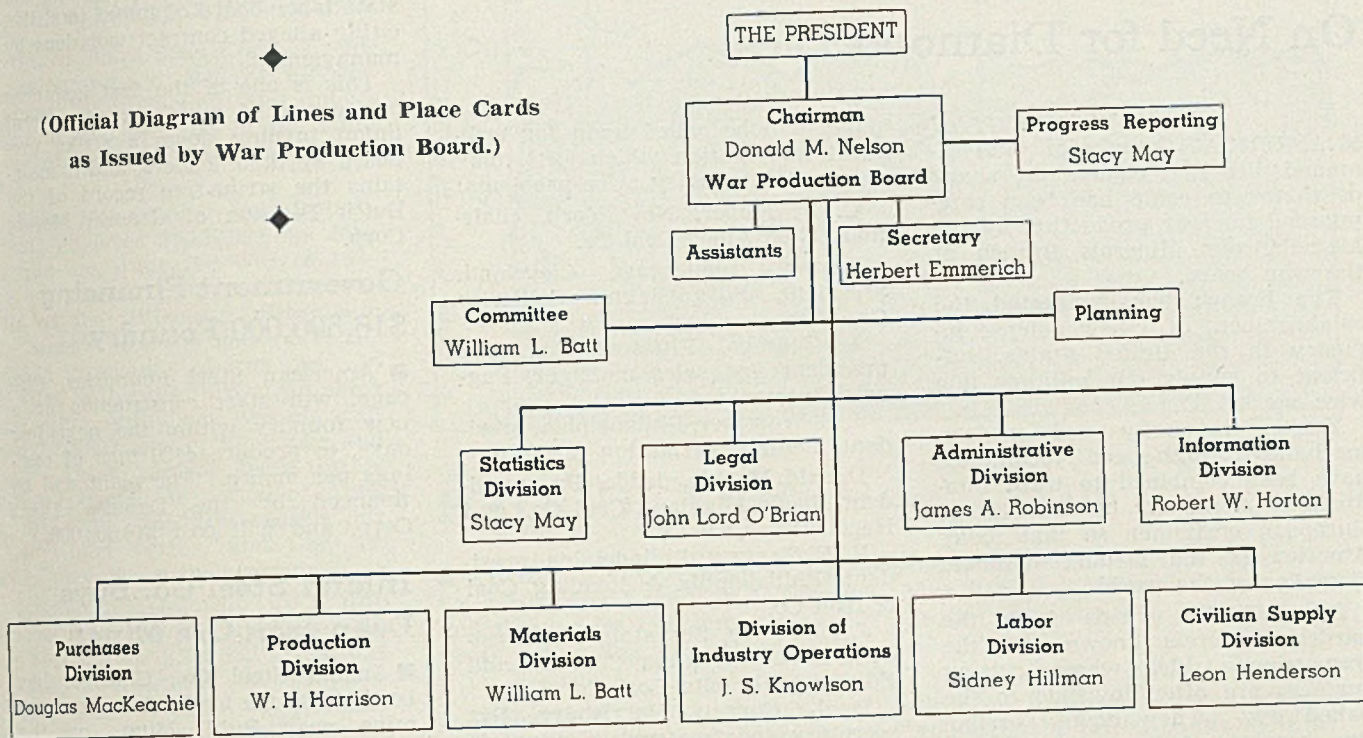 THE PRESIDENT
(Official Diagram of Lines and Place Cards
as Issued by War Production Board.)
Chairman
Donald M. Nelson
War Production Board
Progress Reporting
Stacy May
Assistants
Secretary
Herbert Emmerich
Committee
William L. Batt
Planning
Statistics
Division
Stacy May
Legal
Division
John Lord O'Brian
Administrative
Division
James A. Robinson
Information
Division
Robert W. Horton
Purchases
Division
Douglas MacKeachie
Production
Division
W. H. Harrison
Materials
Division
William L. Batt
Division of
Industry Operations
J. S. Knowlson
Labor
Division
Sidney Hillman
Civilian Supply
Division
Leon Henderson